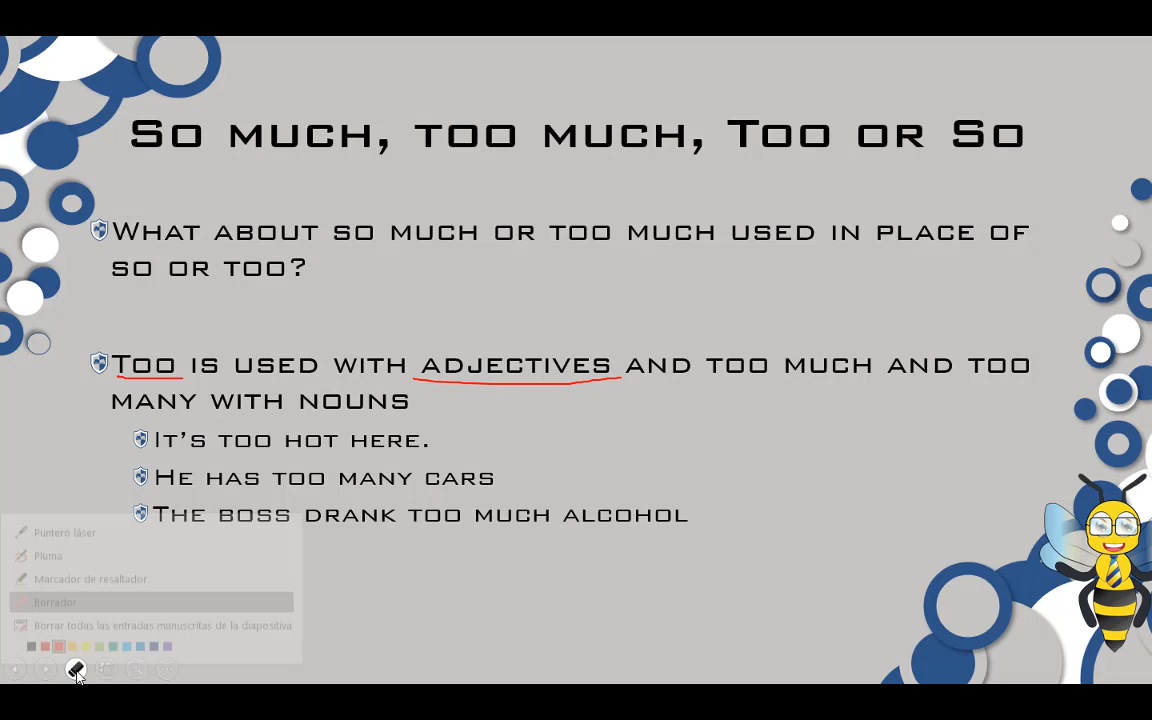 So much, too much, Too or So
What about so much or too much used in place of
so or too?
Too is used with adjectives and too much and too
many with nouns
It's too hot here.
He has too many cars
The boss drank too much alcohol
Puntero láser
Pluma
Marcador de resaltador
Borrador
Borrar todas las entradas manuscritas de la diapositiva